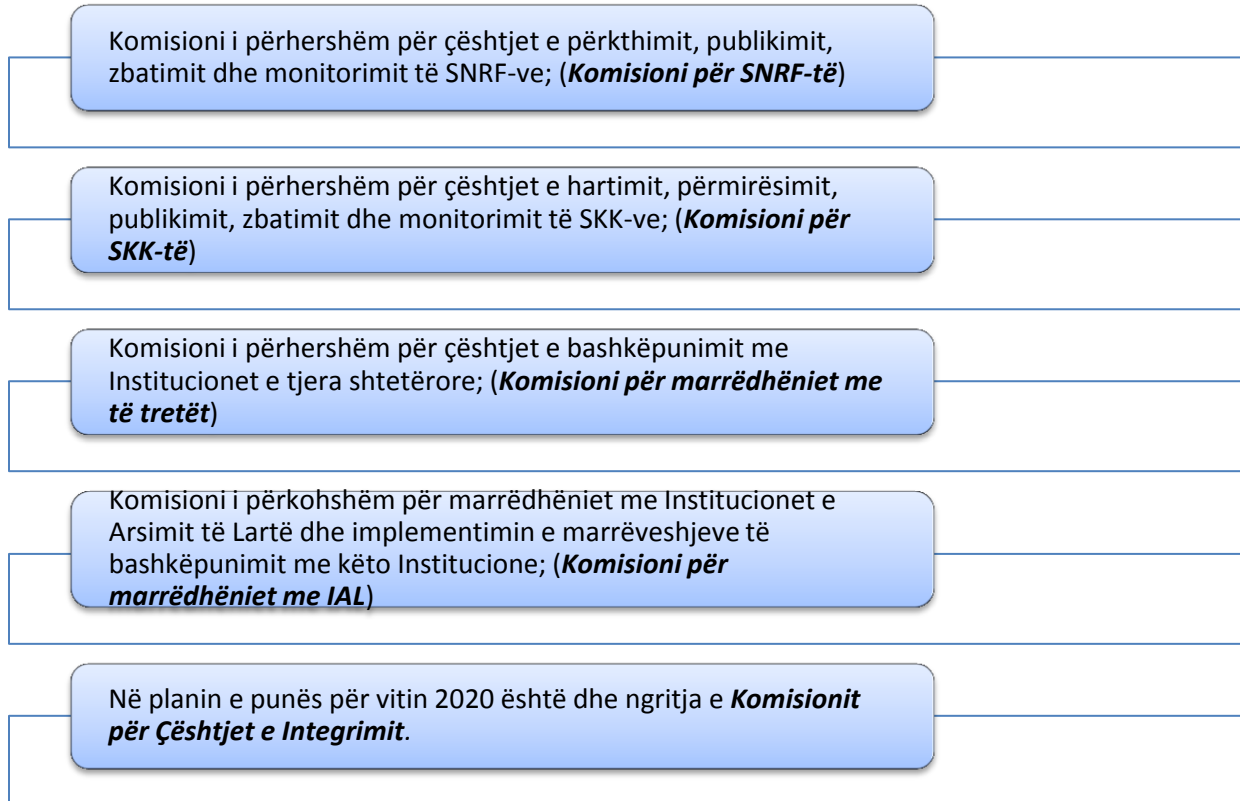 Komisioni i përhershëm për çështjet e përkthimit, publikimit,
zbatimit dhe monitorimit të SNRF-ve; (Komisioni për SNRF-të)
Komisioni i përhershëm për çështjet e hartimit, përmirësimit,
publikimit, zbatimit dhe monitorimit të SKK-ve; (Komisioni për
SKK-të)
Komisioni i përhershëm për çështjet e bashkëpunimit me
Institucionet e tjera shtetërore; (Komisioni për marrëdhëniet me
të tretët)
Komisioni i përkohshëm për marrëdhëniet me Institucionet e
Arsimit të Lartë dhe implementimin e marrëveshjeve të
bashkëpunimit me këto Institucione; (Komisioni për
marrëdhëniet me IAL)
Në planin e punës për vitin 2020 është dhe ngritja e Komisionit
për Çështjet e Integrimit.